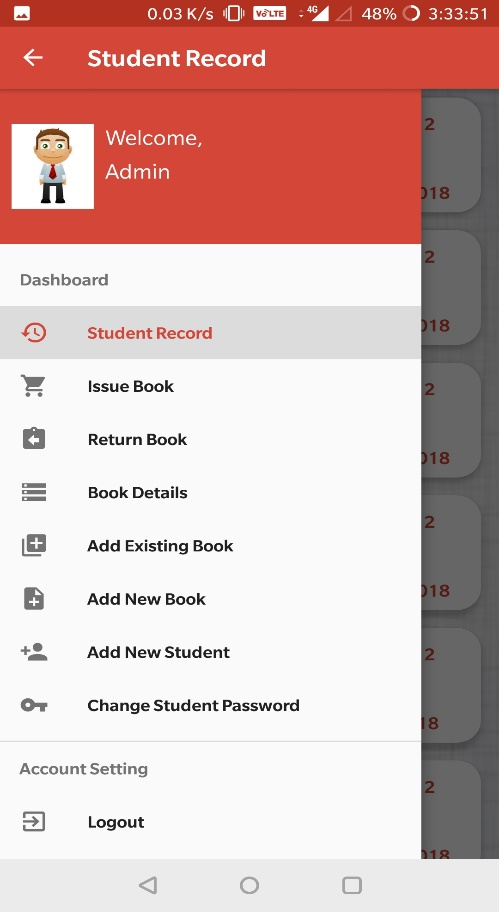 0.03 K/s VoLTE 4G 48% 3:33:51
Student Record
Welcome,
Admin
2
018
Dashboard
2
Student Record
018
Issue Book
2
Return Book
018
Book Details
2
Add Existing Book
Add New Book
018
Add New Student
2
Change Student Password
18
Account Setting
2
Logout
018